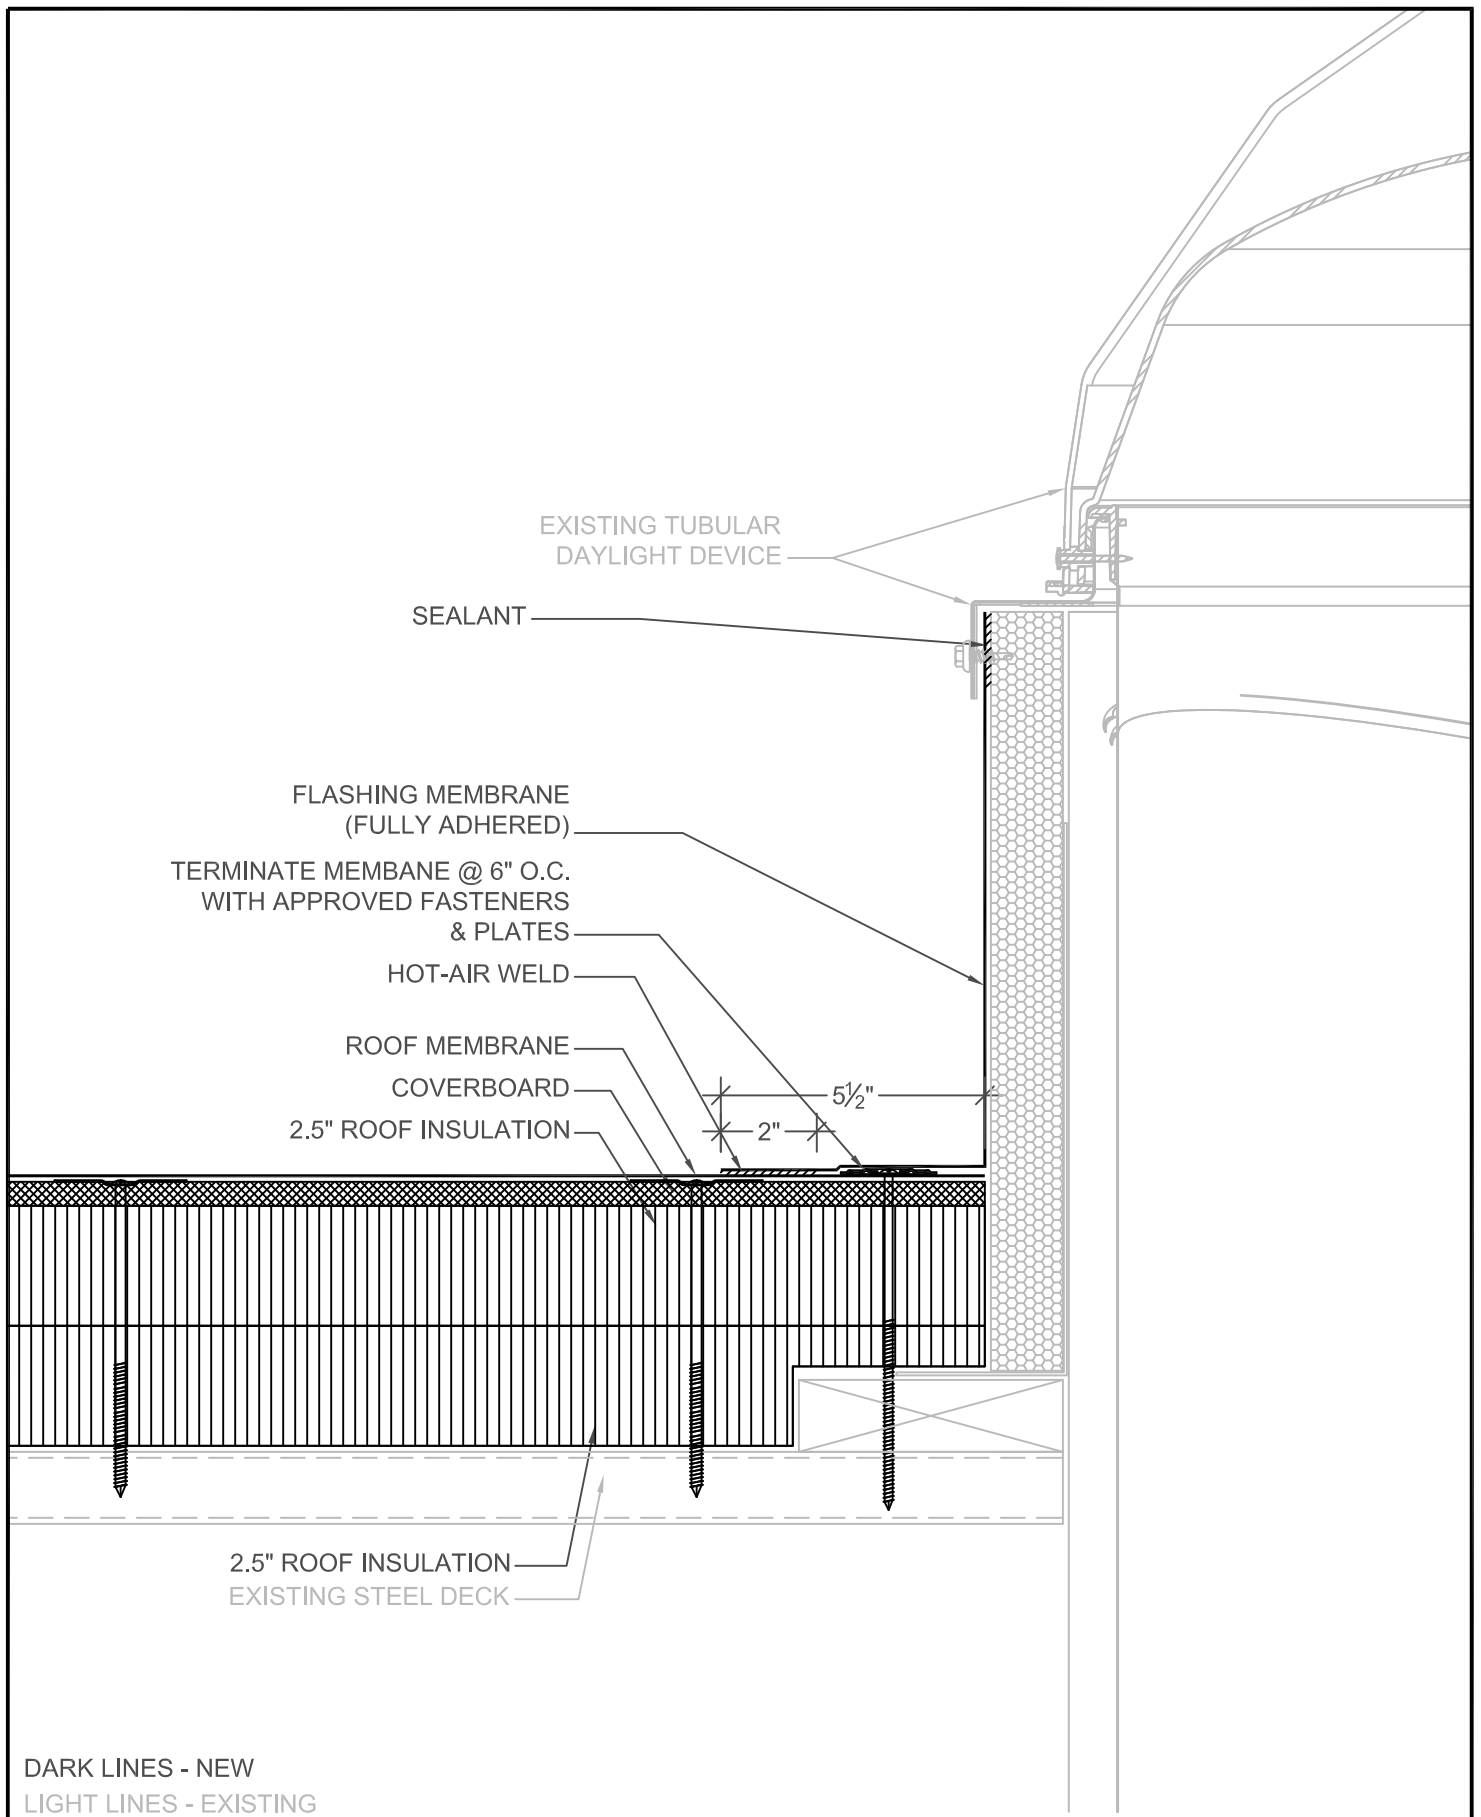 EXISTING TUBULAR
DAYLIGHT DEVICE
SEALANT
FLASHING MEMBRANE
(FULLY ADHERED)
TERMINATE MEMBANE @ 6" O.C.
WITH APPROVED FASTENERS
& PLATES
HOT-AIR WELD
ROOF MEMBRANE
COVERBOARD
5½"
2.5" ROOF INSULATION
2"
2.5" ROOF INSULATION
EXISTING STEEL DECK
DARK LINES - NEW
LIGHT LINES - EXISTING